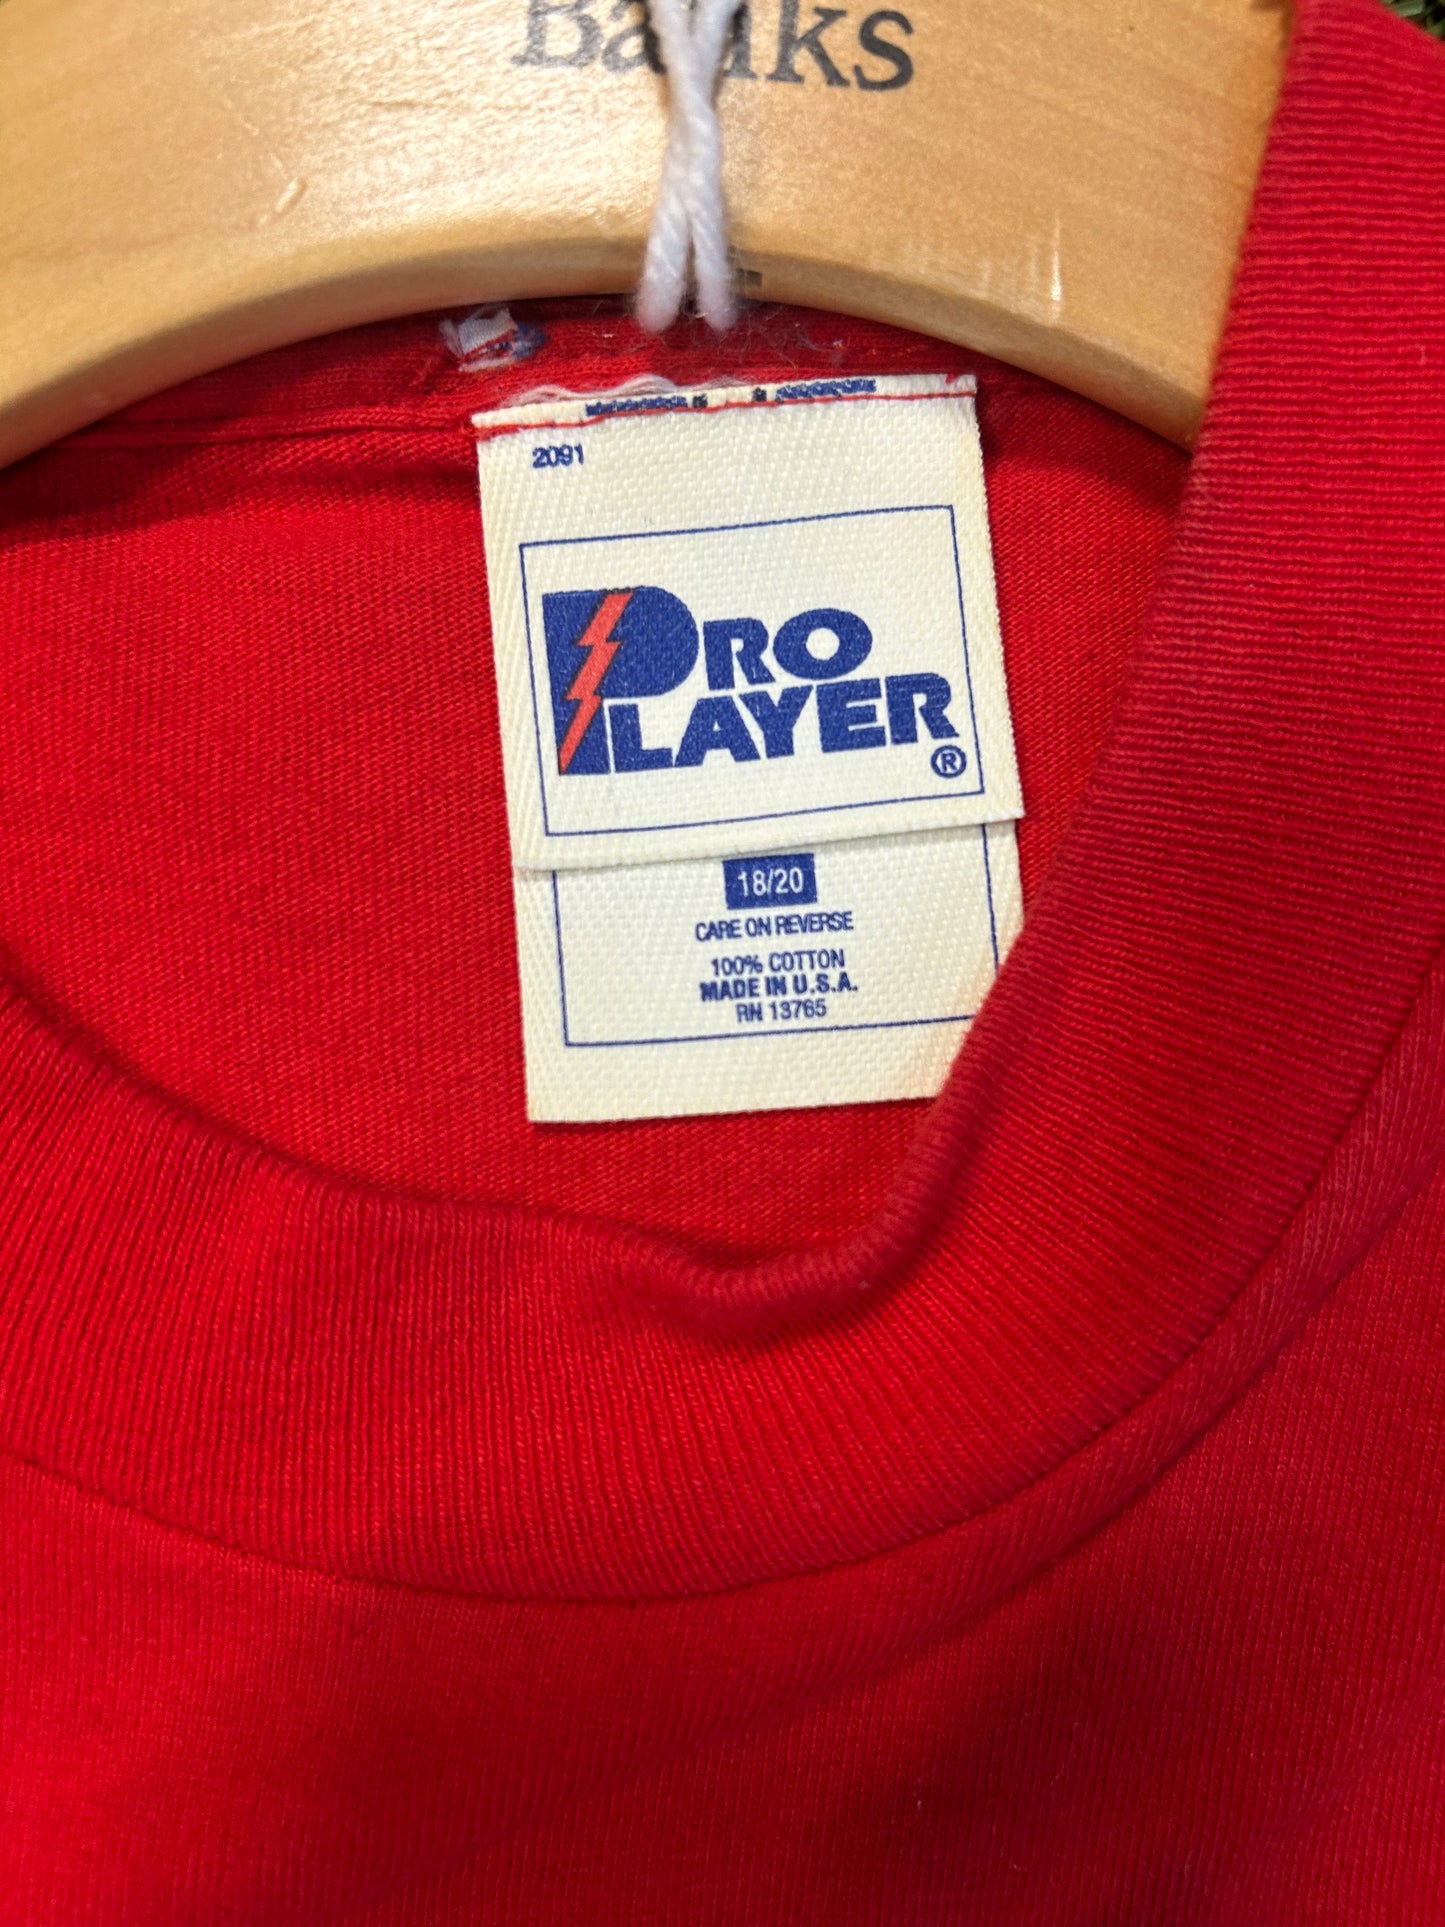 Banks
2091
PRO
PLAYER®
18/20
CARE ON REVERSE
100% COTTON
MADE IN U.S.A.
RN 13765